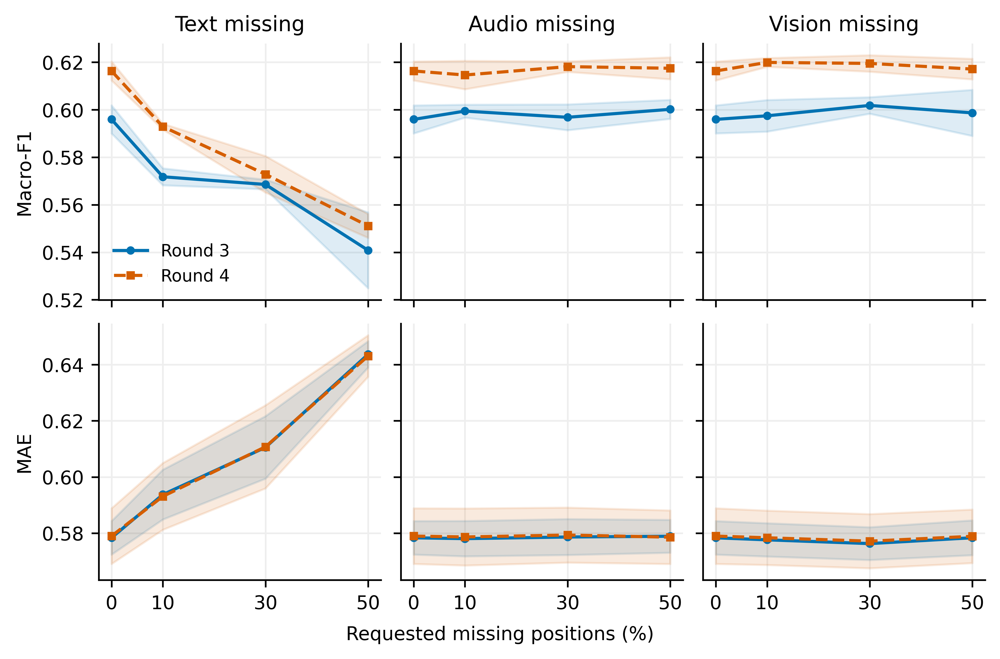 Text missing
Audio missing
Vision missing
Macro-F1
0.62
0.60
0.58
0.56
0.54
0.52
Round 3
Round 4
MAE
0.64
0.62
0.60
0.58
0 10 30 50
0 10 30 50
0 10 30 50
Requested missing positions (%)